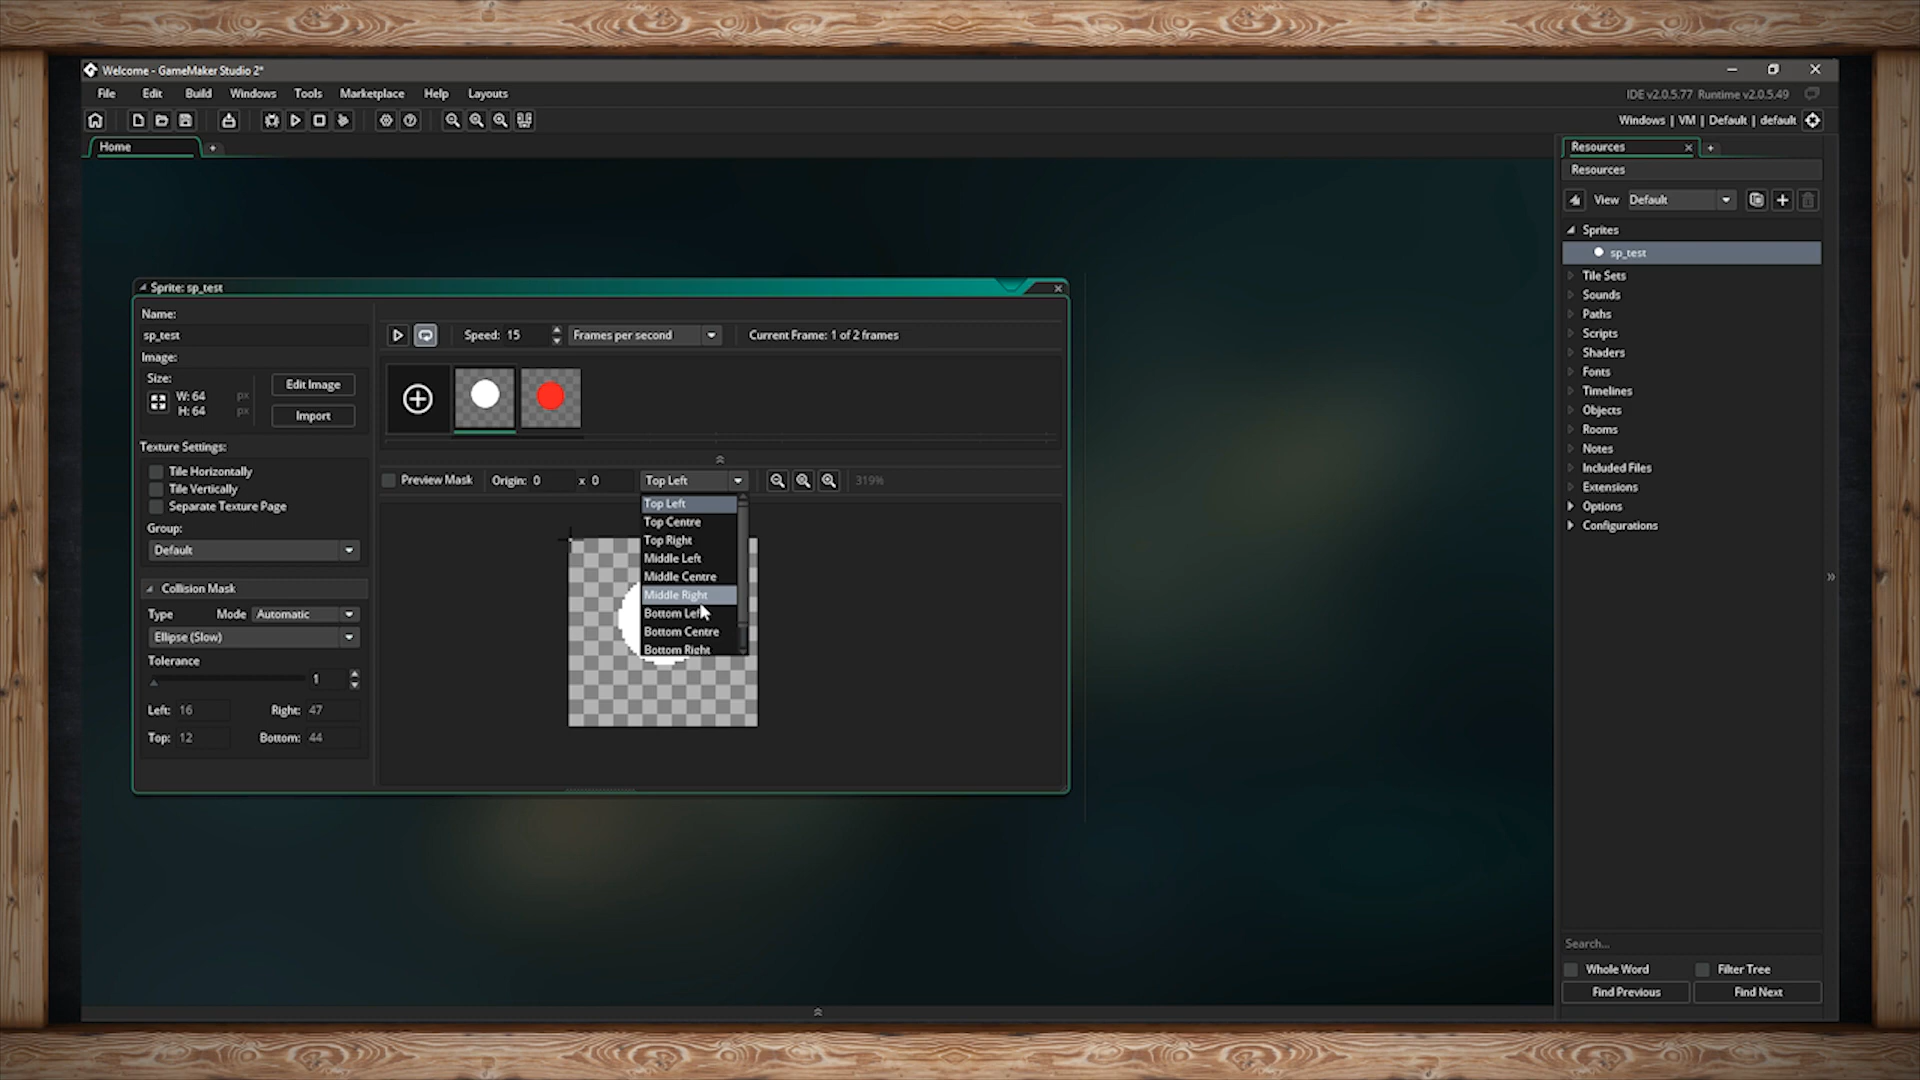 Welcome - GameMaker Studio 2*
File Edit Build Windows Tools Marketplace Help Layouts
IDE v2.0.5.77 Runtime v2.0.5.49
Windows | VM | Default | default
Home
Resources
Resources
View Default
Sprites
sp_test
Tile Sets
Sounds
Paths
Scripts
Shaders
Fonts
Timelines
Objects
Rooms
Notes
Included Files
Extensions
Options
Configurations
Search...
Whole Word Filter Tree
Find Previous Find Next
Sprite: sp_test
Name:
sp_test
Image:
Size:
W: 64 px
H: 64 px
Edit Image
Import
Texture Settings:
Tile Horizontally
Tile Vertically
Separate Texture Page
Group:
Default
Collision Mask
Type Mode Automatic
Ellipse (Slow)
Tolerance
1
Left: 16 Right: 47
Top: 12 Bottom: 44
Speed: 15 Frames per second Current Frame: 1 of 2 frames
Preview Mask Origin: 0 x 0 Top Left 319%
Top Left
Top Centre
Top Right
Middle Left
Middle Centre
Middle Right
Bottom Left
Bottom Centre
Bottom Right